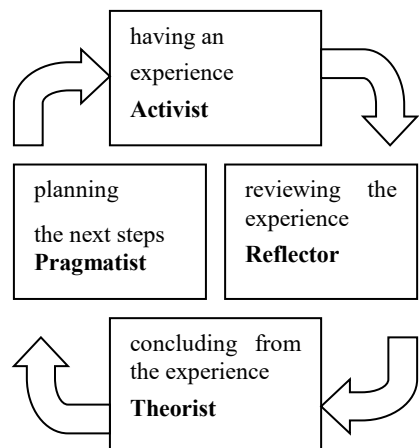 having an
experience
Activist
planning
the next steps
Pragmatist
reviewing the
experience
Reflector
concluding from
the experience
Theorist